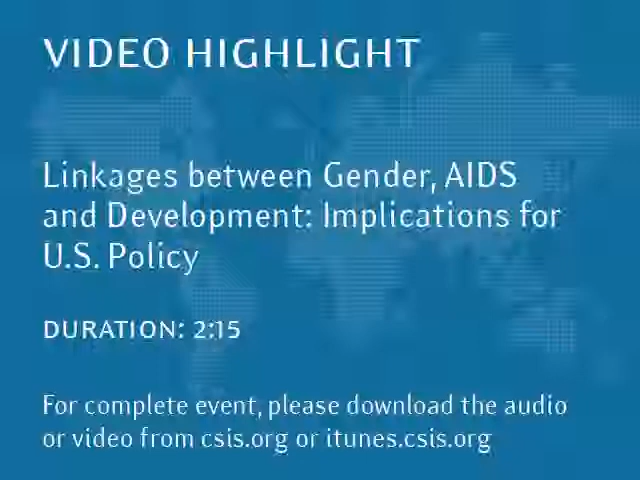 VIDEO HIGHLIGHT
Linkages between Gender, AIDS
and Development: Implications for
U.S. Policy
DURATION: 2:15
For complete event, please download the audio
or video from csis.org or itunes.csis.org